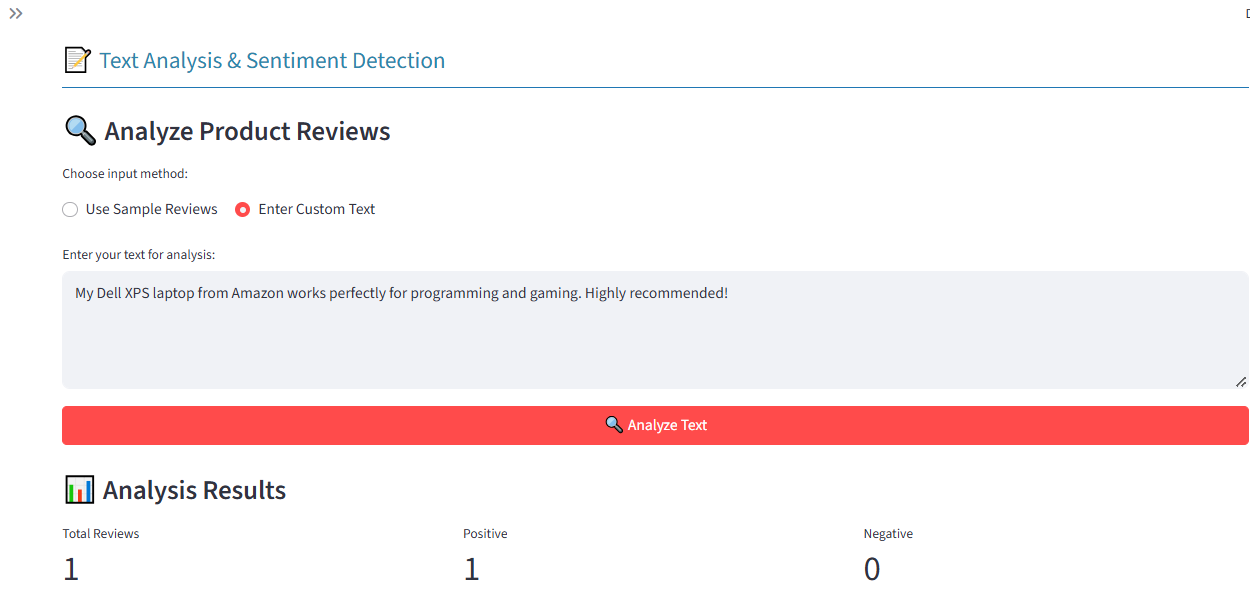 Text Analysis & Sentiment Detection
Analyze Product Reviews
Choose input method:
Use Sample Reviews Enter Custom Text
Enter your text for analysis:
My Dell XPS laptop from Amazon works perfectly for programming and gaming. Highly recommended!
Analyze Text
Analysis Results
Total Reviews Positive Negative
1 1 0